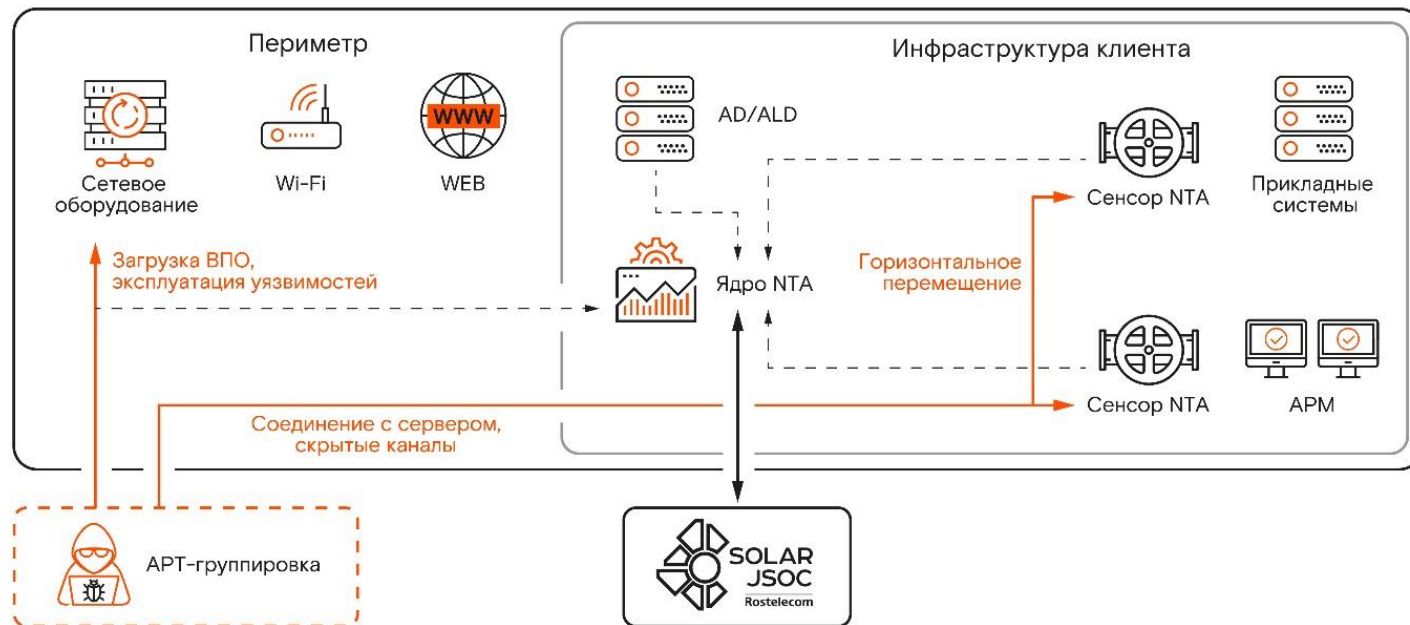 Периметр
Инфраструктура клиента
AD/ALD
WWW
Сетевое
оборудование
Wi-Fi
WEB
Сенсор NTA
Прикладные
системы
Загрузка ВПО,
эксплуатация уязвимостей
Ядро NTA
Горизонтальное
перемещение
Соединение с сервером,
скрытые каналы
Сенсор NTA
АРМ
APT-группировка
SOLAR
JSOC
Rostelecom